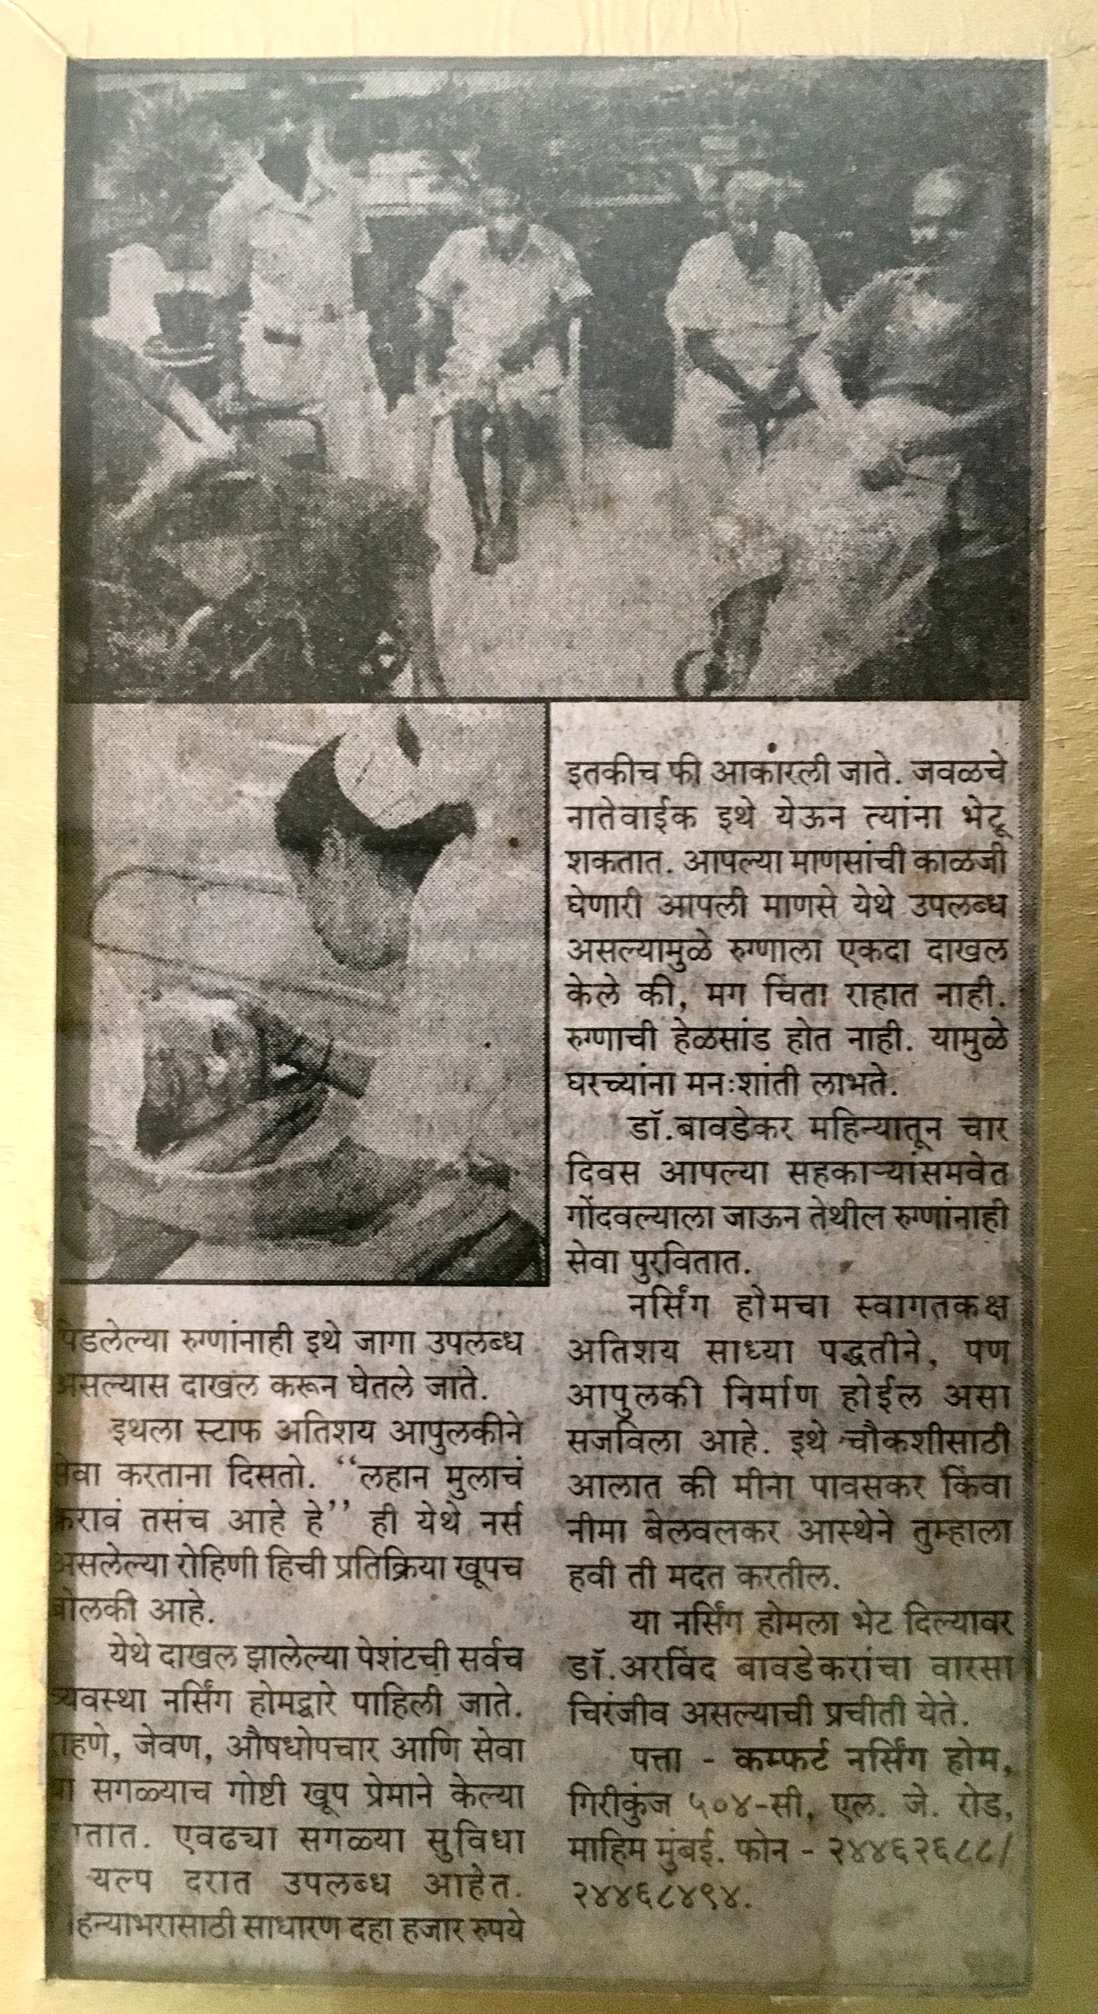 पडलेल्या रुग्णांनाही इथे जागा उपलब्ध
असल्यास दाखल करून घेतले जाते.
इथला स्टाफ अतिशय आपुलकीने
सेवा करताना दिसतो. “लहान मुलाचं
करावं तसंच आहे हे” ही येथे नर्स
असलेल्या रोहिणी हिची प्रतिक्रिया खूपच
बोलकी आहे.
येथे दाखल झालेल्या पेशंटची सर्वच
व्यवस्था नर्सिंग होमद्वारे पाहिली जाते.
राहणे, जेवण, औषधोपचार आणि सेवा
सगळ्याच गोष्टी खूप प्रेमाने केल्या
एवढ्या सगळ्या सुविधा
दरात उपलब्ध आहेत.
साधारण दहा हजार रुपये
इतकीच फी आकारली जाते. जवळचे
नातेवाईक इथे येऊन त्यांना भेटू
शकतात. आपल्या माणसांची काळजी
घेणारी आपली माणसे येथे उपलब्ध
असल्यामुळे रुग्णाला एकदा दाखल
केले की, मग चिंता राहात नाही.
रुग्णाची हेळसांड होत नाही. यामुळे
घरच्यांना मनःशांती लाभते.
डॉ.बावडेकर महिन्यातून चार
दिवस आपल्या सहकाऱ्यांसमवेत
गोंदवल्याला जाऊन तेथील रुग्णांनाही
सेवा पुरवितात.
नर्सिंग होमचा स्वागतकक्ष
अतिशय साध्या पद्धतीने, पण
आपुलकी निर्माण होईल असा
सजविला आहे. इथे चौकशीसाठी
आलात की मीना पावसकर किंवा
नीमा बेलवलकर आस्थेने तुम्हाला
हवी ती मदत करतील.
या नर्सिंग होमला भेट दिल्यावर
डॉ.अरविंद बावडेकरांचा वारसा
चिरंजीव असल्याची प्रचीती येते.
पत्ता - कम्फर्ट नर्सिंग होम,
गिरीकुंज ५०४-सी, एल. जे. रोड,
माहिम मुंबई. फोन - २४४६२६८८/
२४४६८४९४.